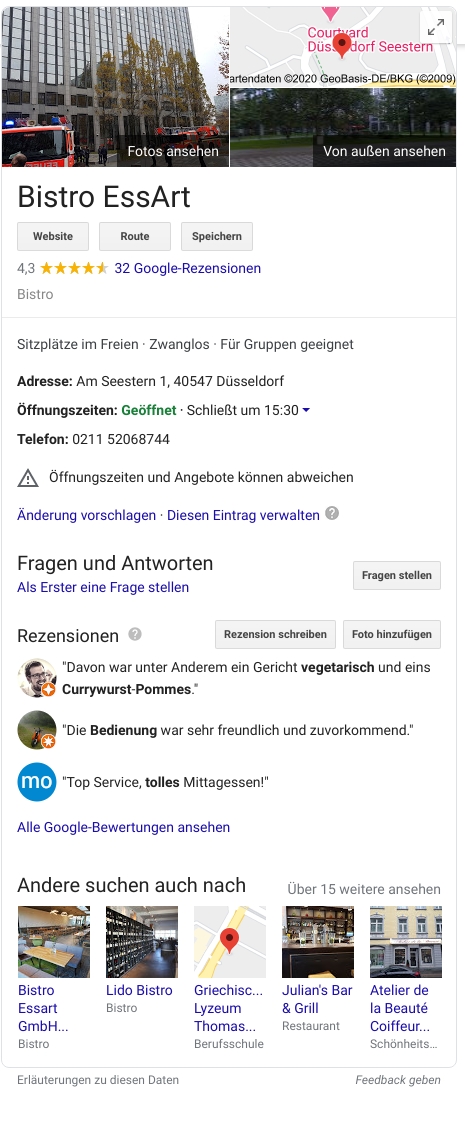 Courtyard
Düsseldorf Seestern
artendaten ©2020 GeoBasis-DE/BKG (©2009)
Fotos ansehen
Von außen ansehen
Bistro EssArt
Website
Route
Speichern
4,3 32 Google-Rezensionen
Bistro
Sitzplätze im Freien · Zwanglos · Für Gruppen geeignet
Adresse: Am Seestern 1, 40547 Düsseldorf
Öffnungszeiten: Geöffnet · Schließt um 15:30
Telefon: 0211 52068744
Öffnungszeiten und Angebote können abweichen
Änderung vorschlagen · Diesen Eintrag verwalten ?
Fragen und Antworten
Als Erster eine Frage stellen
Fragen stellen
Rezensionen ?
Rezension schreiben
Foto hinzufügen
"Davon war unter Anderem ein Gericht vegetarisch und eins
Currywurst-Pommes."
"Die Bedienung war sehr freundlich und zuvorkommend."
mo
"Top Service, tolles Mittagessen!"
Alle Google-Bewertungen ansehen
Andere suchen auch nach
Über 15 weitere ansehen
Bistro
Essart
GmbH...
Bistro
Lido Bistro
Bistro
Griechisc...
Lyzeum
Thomas...
Berufsschule
Julian's Bar
& Grill
Restaurant
Atelier de
la Beauté
Coiffeur...
Schönheits...
Erläuterungen zu diesen Daten
Feedback geben